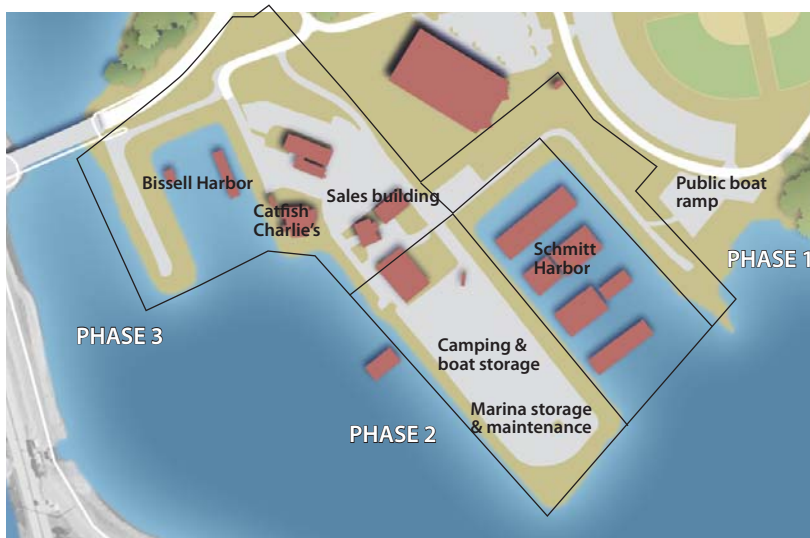 Bissell Harbor
Catfish
Charlie's
Sales building
Public boat
ramp
Schmitt
Harbor
PHASE 1
PHASE 3
Camping &
boat storage
Marina storage
& maintenance
PHASE 2